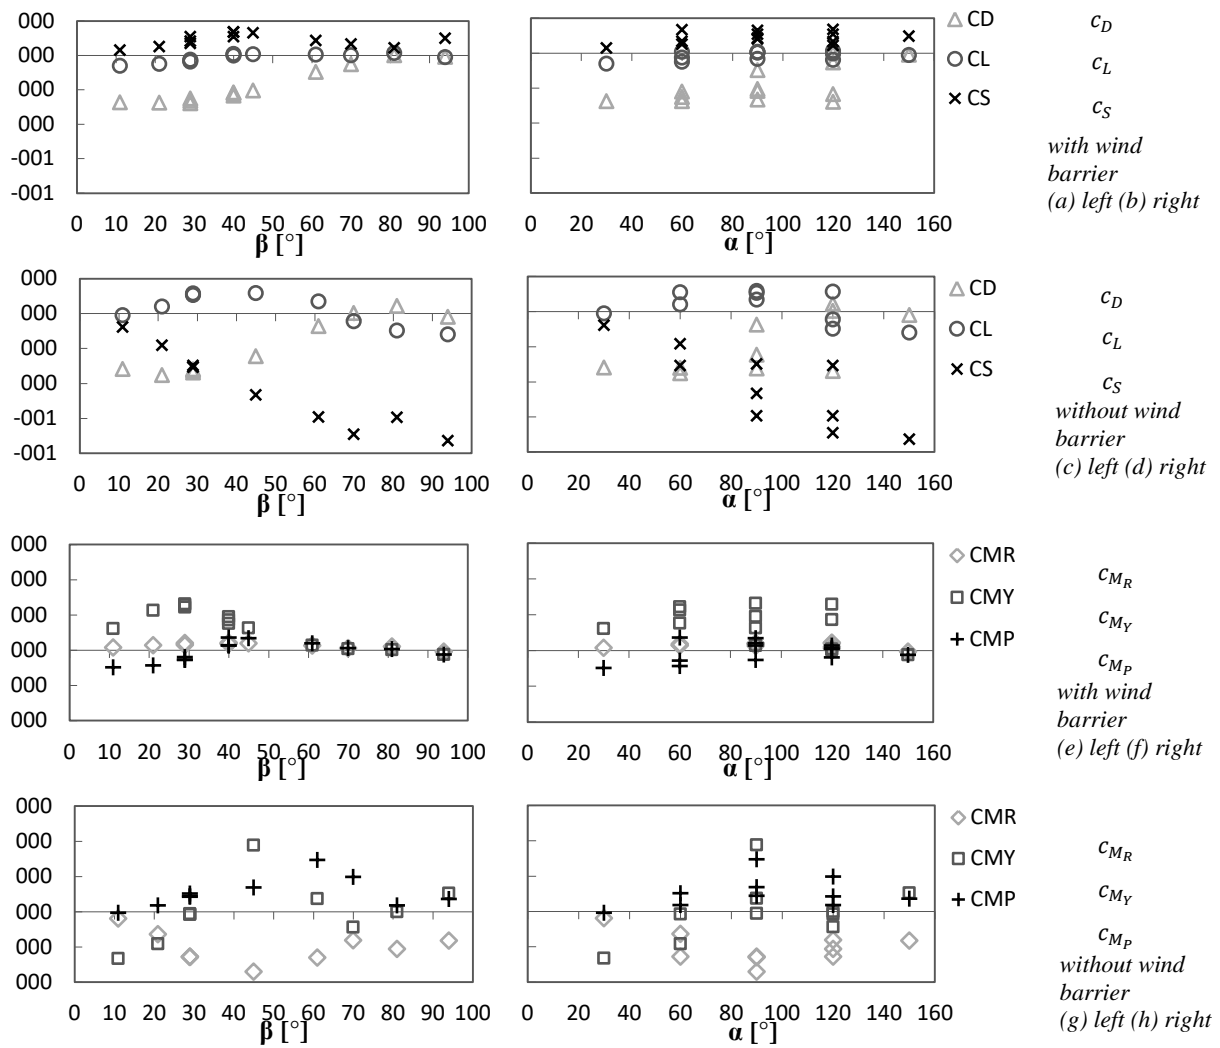 000
000
000
000
-001
-001
0 10 20 30 40 50 60 70 80 90 100
β [°]
0 20 40 60 80 100 120 140 160
α [°]
CD
CL
CS
c_D
c_L
c_S
with wind
barrier
(a) left (b) right
000
000
000
000
-001
-001
0 10 20 30 40 50 60 70 80 90 100
β [°]
0 20 40 60 80 100 120 140 160
α [°]
CD
CL
CS
c_D
c_L
c_S
without wind
barrier
(c) left (d) right
000
000
000
000
000
000
0 10 20 30 40 50 60 70 80 90 100
β [°]
0 20 40 60 80 100 120 140 160
α [°]
CMR
CMY
CMP
c_{M_R}
c_{M_Y}
c_{M_P}
with wind
barrier
(e) left (f) right
000
000
000
000
000
000
0 10 20 30 40 50 60 70 80 90 100
β [°]
0 20 40 60 80 100 120 140 160
α [°]
CMR
CMY
CMP
c_{M_R}
c_{M_Y}
c_{M_P}
without wind
barrier
(g) left (h) right